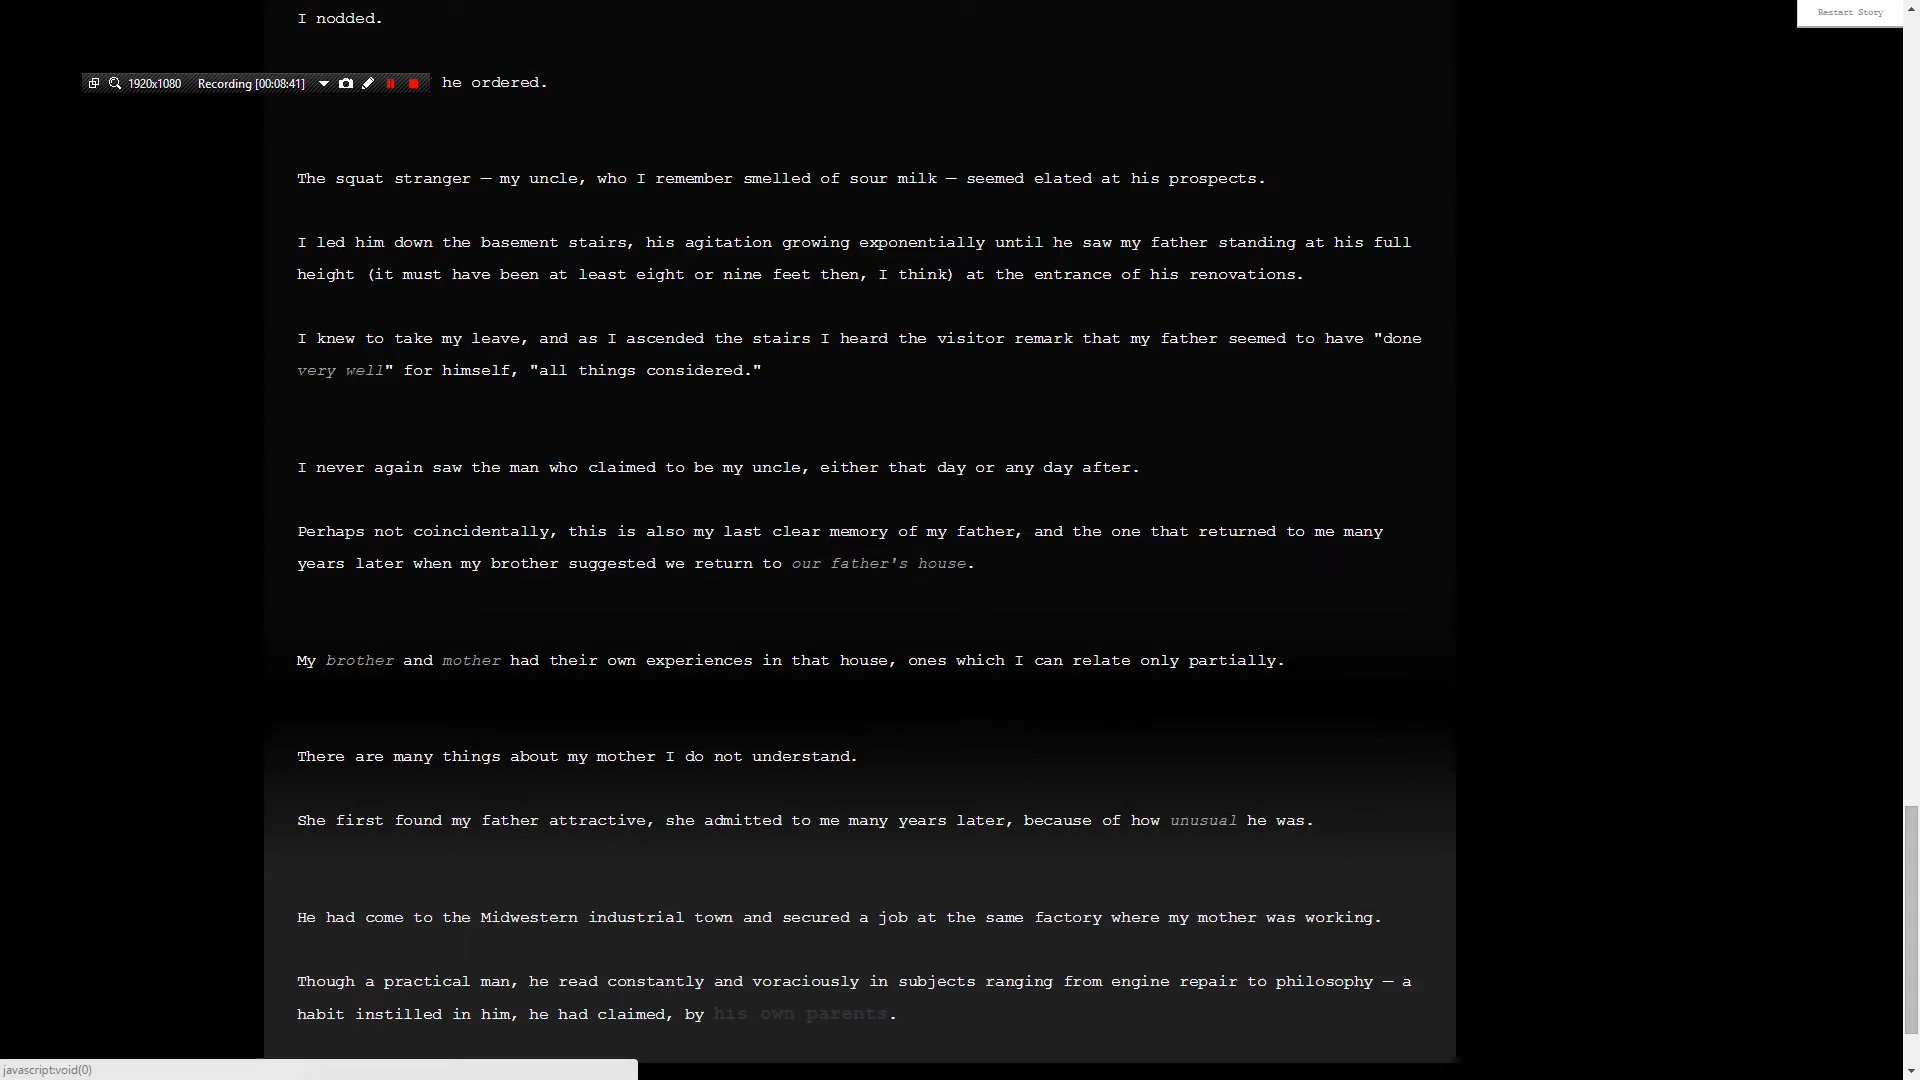 I nodded.
Restart Story
1920x1080 Recording [00:08:41] he ordered.
The squat stranger — my uncle, who I remember smelled of sour milk — seemed elated at his prospects.
I led him down the basement stairs, his agitation growing exponentially until he saw my father standing at his full
height (it must have been at least eight or nine feet then, I think) at the entrance of his renovations.
I knew to take my leave, and as I ascended the stairs I heard the visitor remark that my father seemed to have "done
very well" for himself, "all things considered."
I never again saw the man who claimed to be my uncle, either that day or any day after.
Perhaps not coincidentally, this is also my last clear memory of my father, and the one that returned to me many
years later when my brother suggested we return to our father's house.
My brother and mother had their own experiences in that house, ones which I can relate only partially.
There are many things about my mother I do not understand.
She first found my father attractive, she admitted to me many years later, because of how unusual he was.
He had come to the Midwestern industrial town and secured a job at the same factory where my mother was working.
Though a practical man, he read constantly and voraciously in subjects ranging from engine repair to philosophy — a
habit instilled in him, he had claimed, by his own parents.
javascript:void(0)